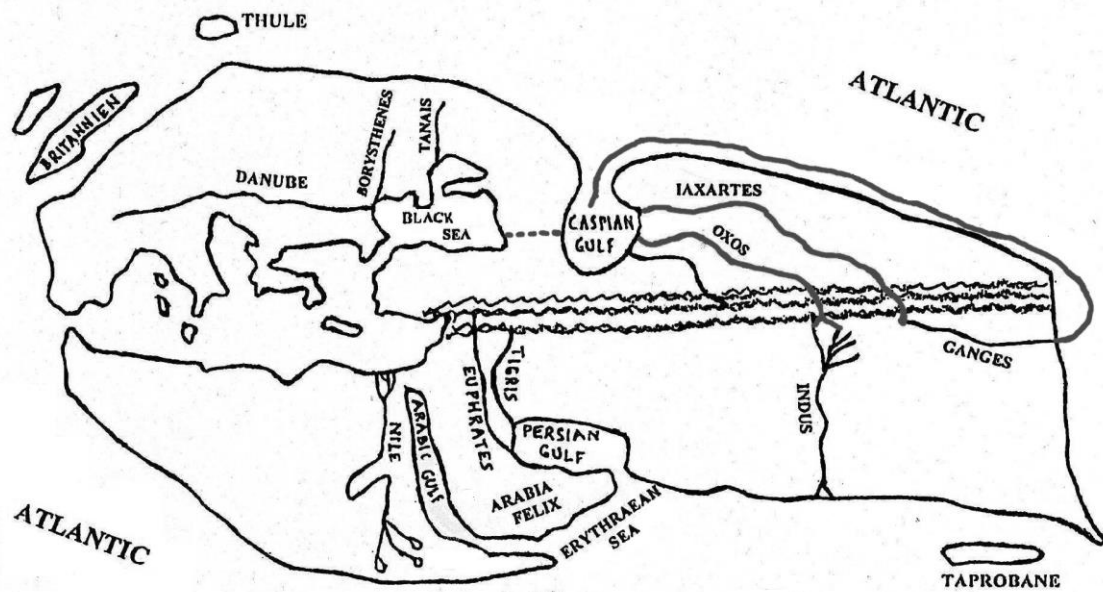 THULE
ATLANTIC
BRITANNIEN
BORYSTHENES
TANAIS
DANUBE
IAXARTES
BLACK
SEA
CASPIAN
GULF
OXOS
GANGES
TIGRIS
EUPHRATES
INDUS
NILE
ARABIC GULF
PERSIAN
GULF
ARABIA
FELIX
ERYTHRAEAN
SEA
ATLANTIC
TAPROBANE